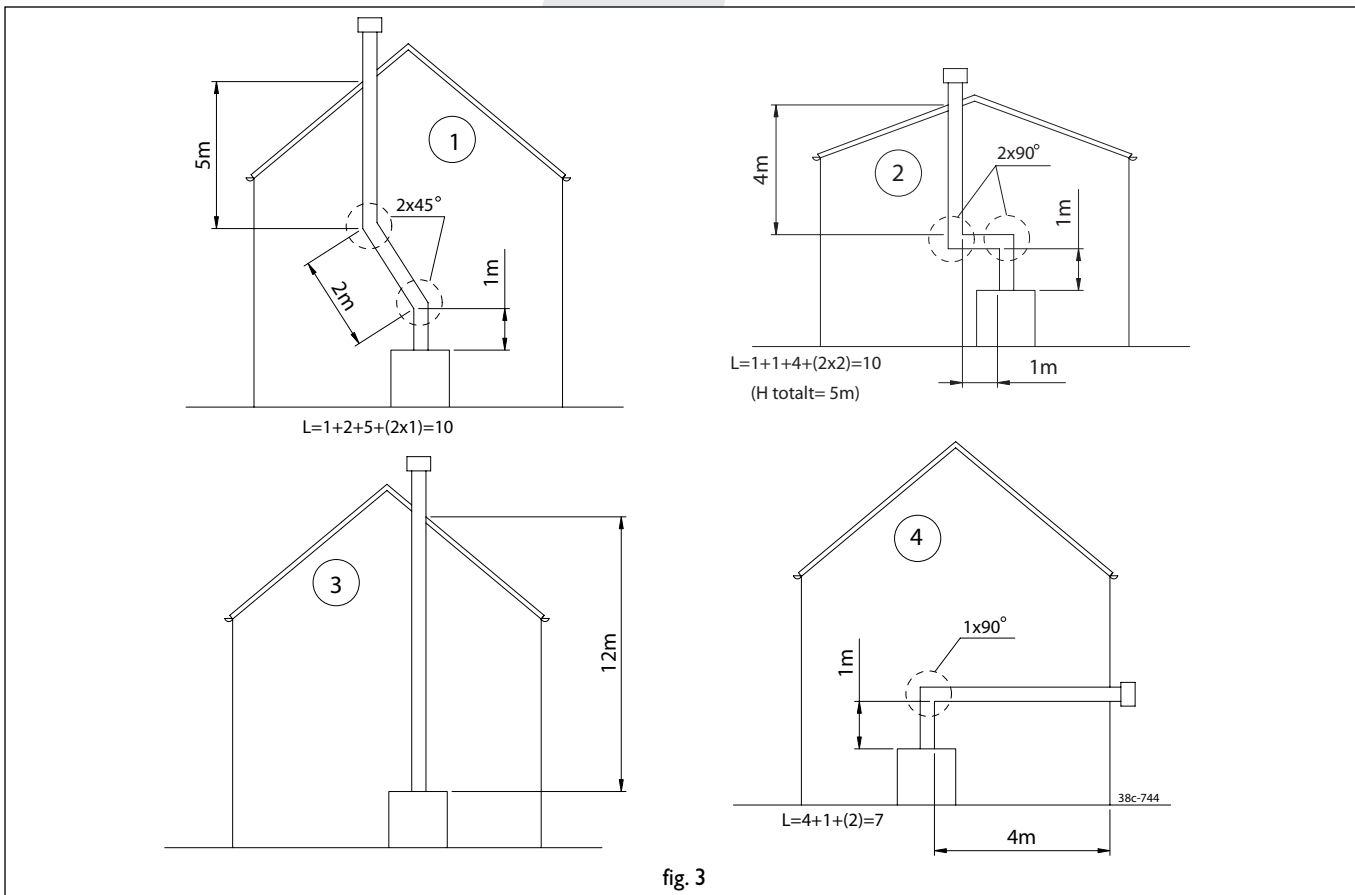 1
5m
2x45°
2m
1m
L=1+2+5+(2x1)=10
2
4m
2x90°
1m
1m
L=1+1+4+(2x2)=10
(H totalt= 5m)
3
12m
4
1x90°
1m
38c-744
L=4+1+(2)=7
4m
fig. 3